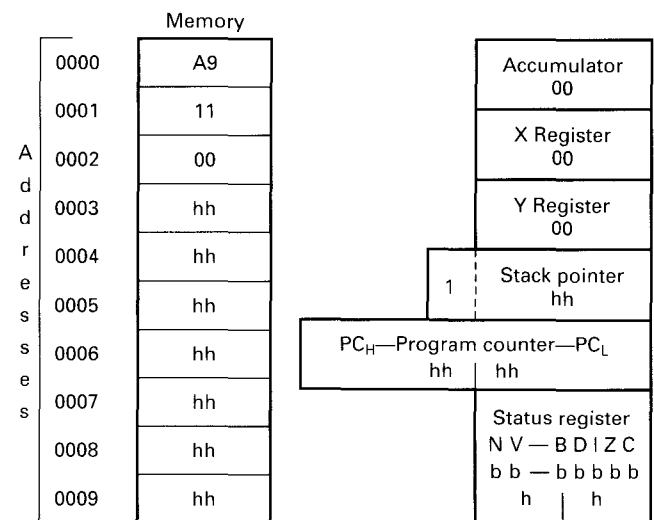 Memory
Addresses
0000 A9
0001 11
0002 00
0003 hh
0004 hh
0005 hh
0006 hh
0007 hh
0008 hh
0009 hh
Accumulator
00
X Register
00
Y Register
00
1 Stack pointer
hh
PCH—Program counter—PCL
hh hh
Status register
N V — B D I Z C
b b — b b b b b
h h